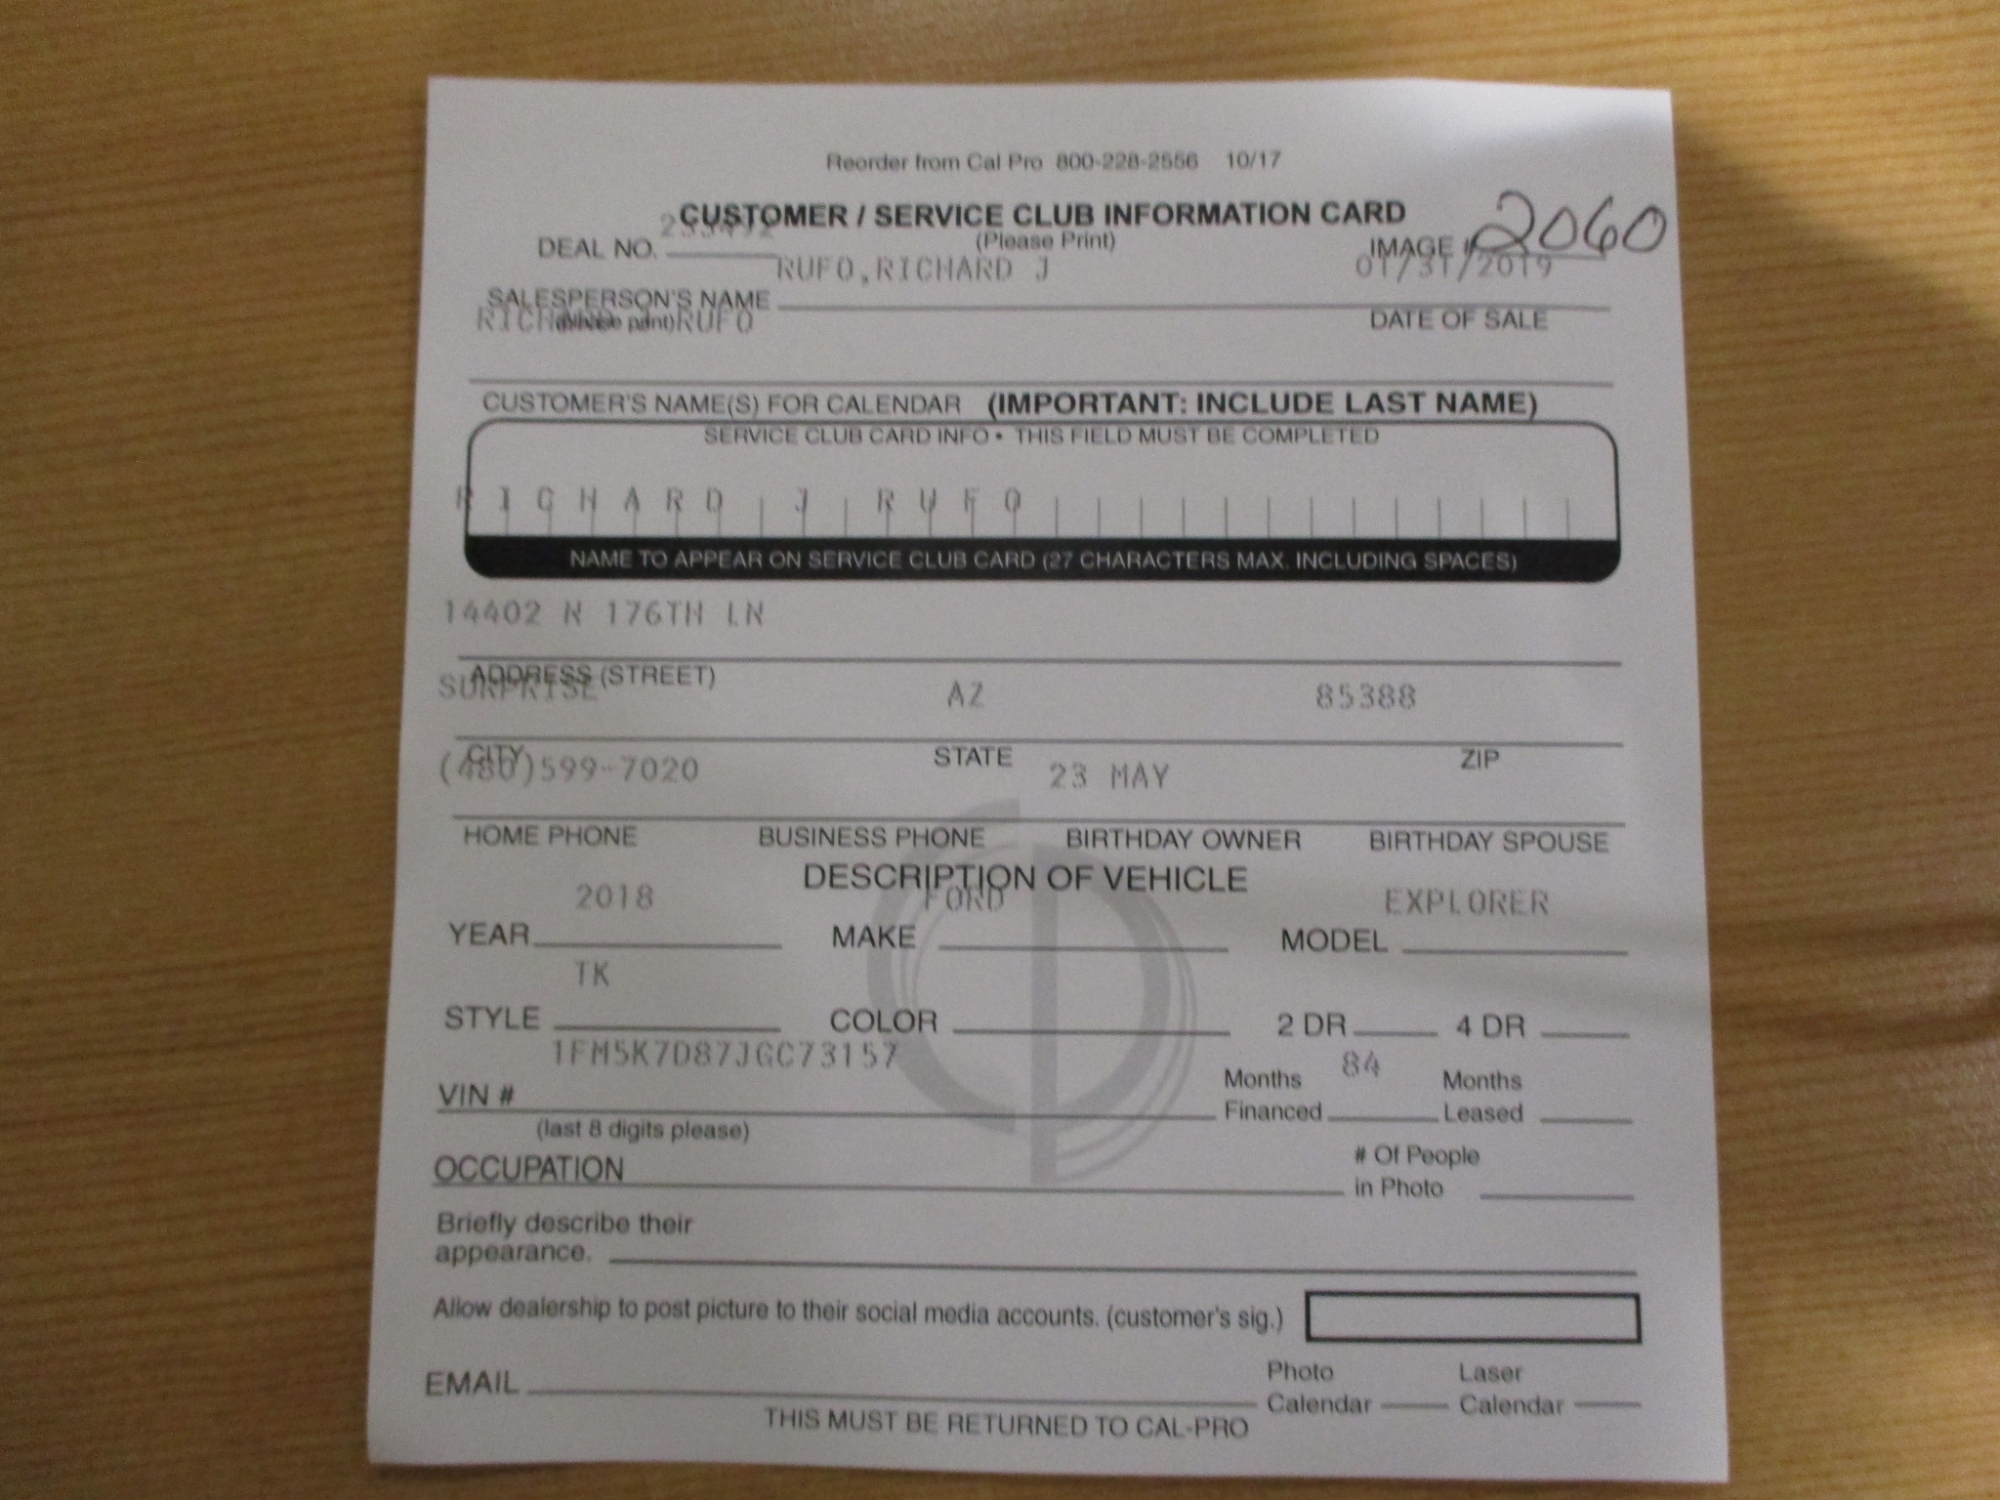 Reorder from Cal Pro 800-228-2556 10/17
CUSTOMER / SERVICE CLUB INFORMATION CARD
(Please Print)
DEAL NO. IMAGE # 2060
RUFO,RICHARD J 01/31/2019
SALESPERSON'S NAME
(please print) DATE OF SALE
RICHARD J RUFO
CUSTOMER'S NAME(S) FOR CALENDAR (IMPORTANT: INCLUDE LAST NAME)
SERVICE CLUB CARD INFO • THIS FIELD MUST BE COMPLETED
RICHARD J RUFO
NAME TO APPEAR ON SERVICE CLUB CARD (27 CHARACTERS MAX. INCLUDING SPACES)
14402 N 176TH LN
ADDRESS (STREET)
SURPRISE AZ 85388
CITY STATE ZIP
(480)599-7020 23 MAY
HOME PHONE BUSINESS PHONE BIRTHDAY OWNER BIRTHDAY SPOUSE
DESCRIPTION OF VEHICLE
2018 FORD EXPLORER
YEAR MAKE MODEL
TK
STYLE COLOR 2 DR 4 DR
1FM5K7D87JGC73157
VIN # Months Financed 84 Months Leased
(last 8 digits please)
OCCUPATION # Of People in Photo
Briefly describe their
appearance.
Allow dealership to post picture to their social media accounts. (customer's sig.)
EMAIL Photo Calendar Laser Calendar
THIS MUST BE RETURNED TO CAL-PRO